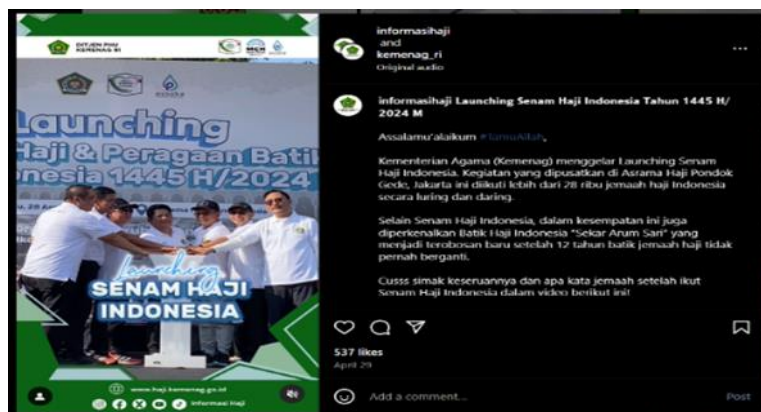 DITJEN PHU
KEMENAG RI
Launching
Haji & Peragaan Batik
onesia 1445 H/2024
Launching
SENAM HAJI
INDONESIA
www.haji.kemenag.go.id
Informasi Haji
informasihaji
and
kemenag_ri
Original audio
informasihaji Launching Senam Haji Indonesia Tahun 1445 H/
2024 M
Assalamu'alaikum #TamuAllah,
Kementerian Agama (Kemenag) menggelar Launching Senam
Haji Indonesia. Kegiatan yang dipusatkan di Asrama Haji Pondok
Gede, Jakarta ini diikuti lebih dari 28 ribu jemaah haji Indonesia
secara luring dan daring.
Selain Senam Haji Indonesia, dalam kesempatan ini juga
diperkenalkan Batik Haji Indonesia "Sekar Arum Sari" yang
menjadi terobosan baru setelah 12 tahun batik jemaah haji tidak
pernah berganti.
Cusss simak keseruannya dan apa kata jemaah setelah ikut
Senam Haji Indonesia dalam video berikut ini!
537 likes
April 29
Add a comment...
Post